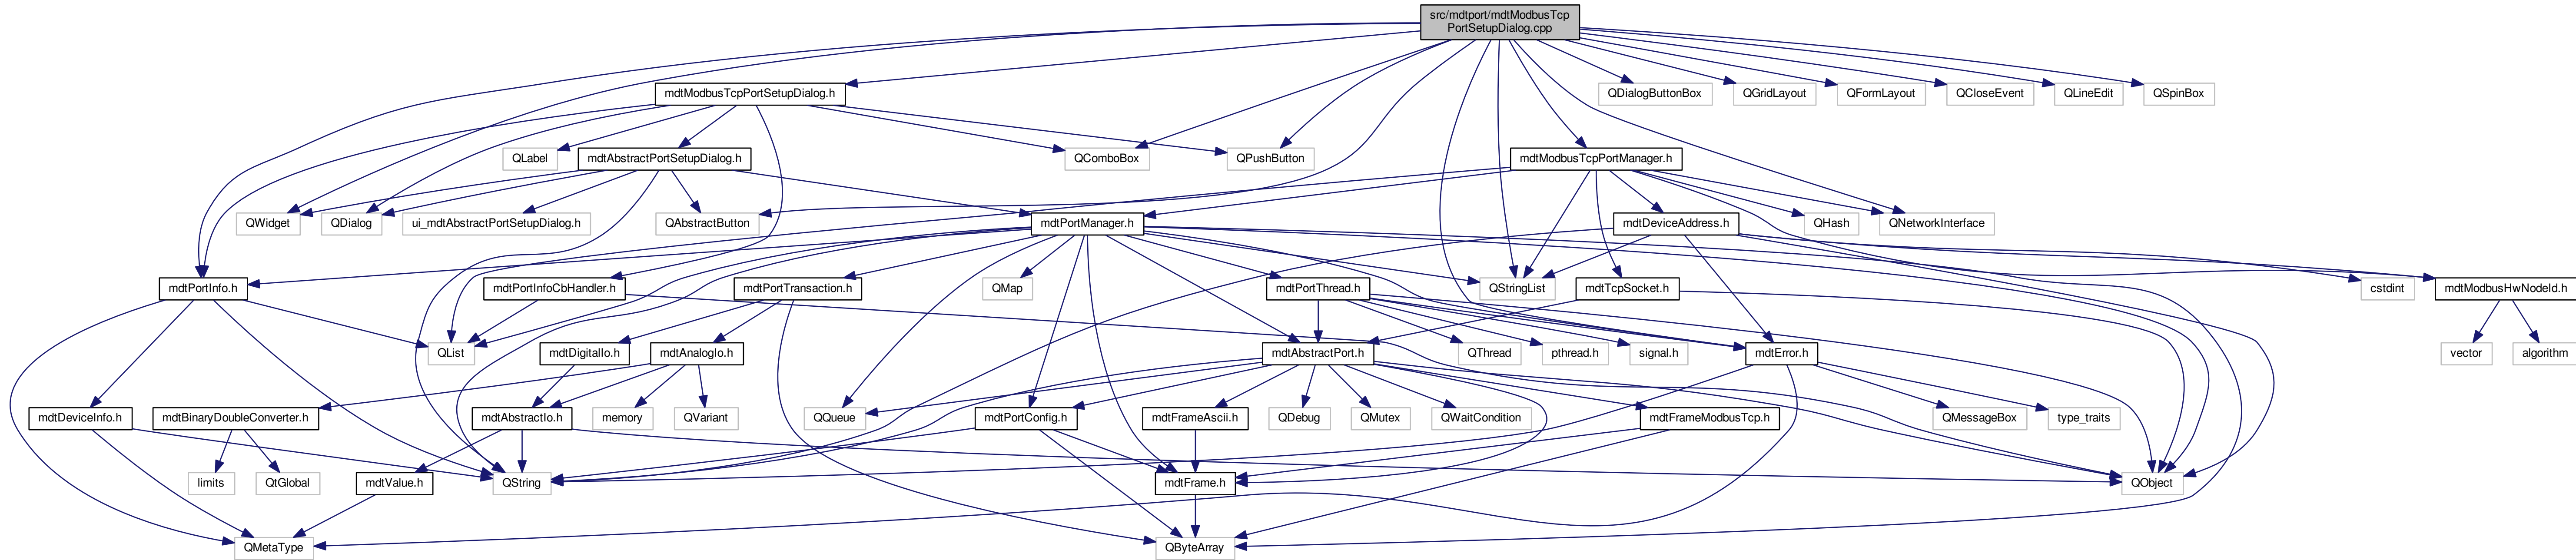 src/mdtport/mdtModbusTcp
PortSetupDialog.cpp
mdtModbusTcpPortSetupDialog.h
QDialogButtonBox
QGridLayout
QFormLayout
QCloseEvent
QLineEdit
QSpinBox
QLabel
mdtAbstractPortSetupDialog.h
QComboBox
QPushButton
mdtModbusTcpPortManager.h
QWidget
QDialog
ui_mdtAbstractPortSetupDialog.h
QAbstractButton
mdtPortManager.h
mdtDeviceAddress.h
QHash
QNetworkInterface
mdtPortInfo.h
mdtPortInfoCbHandler.h
mdtPortTransaction.h
QMap
mdtPortThread.h
QStringList
mdtTcpSocket.h
cstdint
mdtModbusHwNodeId.h
QList
mdtDigitalIo.h
mdtAnalogIo.h
mdtAbstractPort.h
QThread
pthread.h
signal.h
mdtError.h
vector
algorithm
mdtDeviceInfo.h
mdtBinaryDoubleConverter.h
mdtAbstractIo.h
memory
QVariant
QQueue
mdtPortConfig.h
mdtFrameAscii.h
QDebug
QMutex
QWaitCondition
mdtFrameModbusTcp.h
QMessageBox
type_traits
limits
QtGlobal
mdtValue.h
QString
mdtFrame.h
QObject
QMetaType
QByteArray